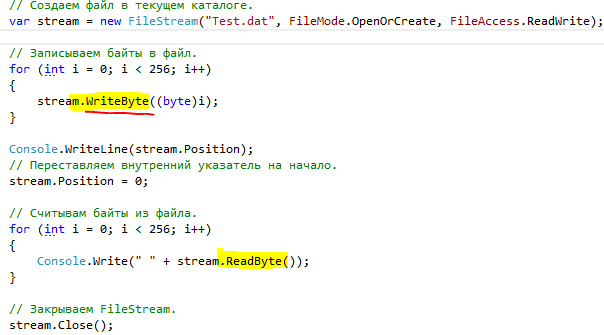 // Создаем файл в текущем каталоге.
var stream = new FileStream("Test.dat", FileMode.OpenOrCreate, FileAccess.ReadWrite);
// Записываем байты в файл.
for (int i = 0; i < 256; i++)
{
stream.WriteByte((byte)i);
}
Console.WriteLine(stream.Position);
// Переставляем внутренний указатель на начало.
stream.Position = 0;
// Считывам байты из файла.
for (int i = 0; i < 256; i++)
{
Console.Write(" " + stream.ReadByte());
}
// Закрываем FileStream.
stream.Close();